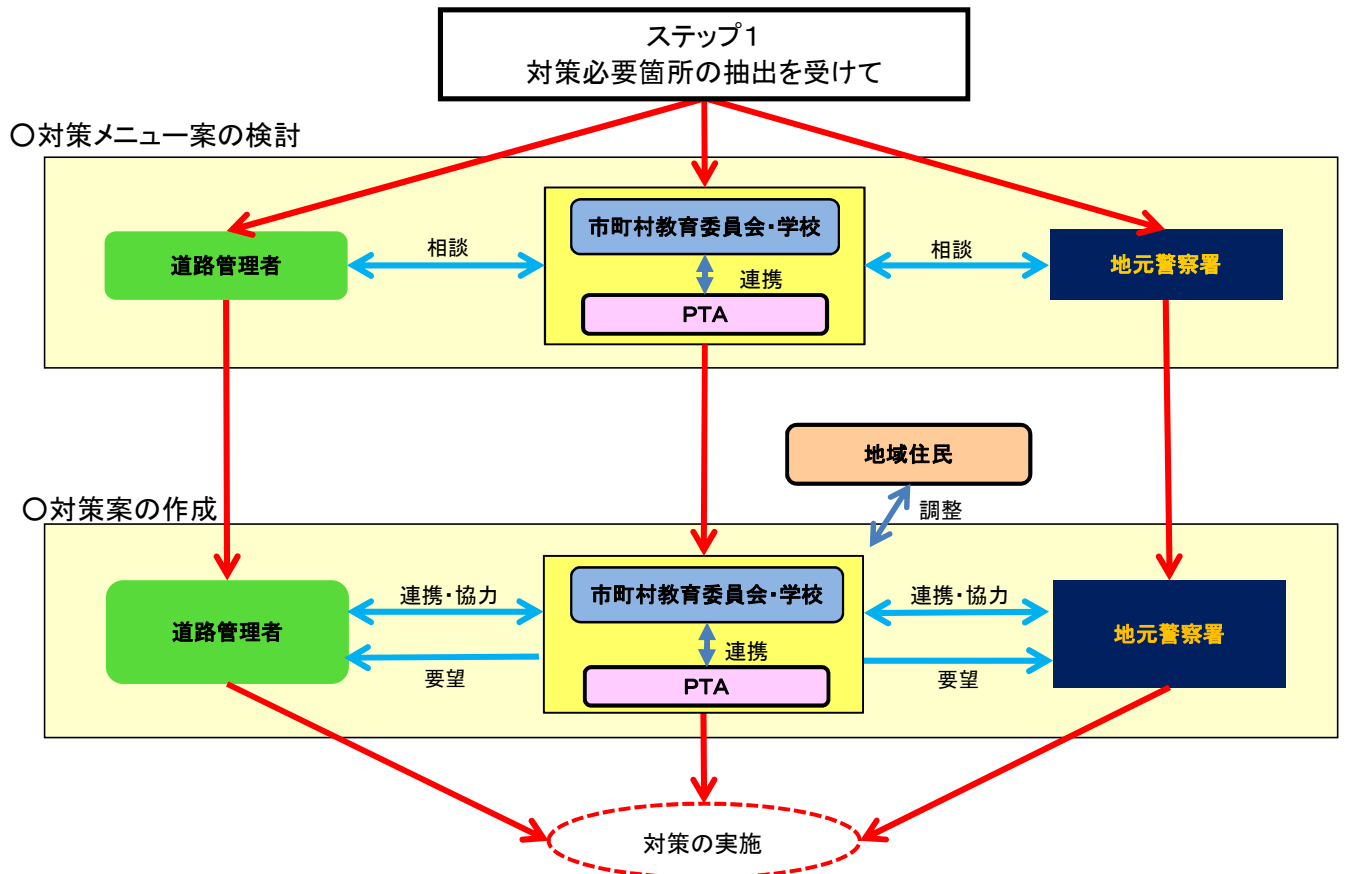 ステップ1
対策必要箇所の抽出を受けて
〇対策メニュー案の検討
市町村教育委員会・学校
道路管理者
相談
連携
相談
地元警察署
PTA
地域住民
調整
〇対策案の作成
市町村教育委員会・学校
連携・協力
連携・協力
道路管理者
連携
地元警察署
要望
PTA
要望
対策の実施